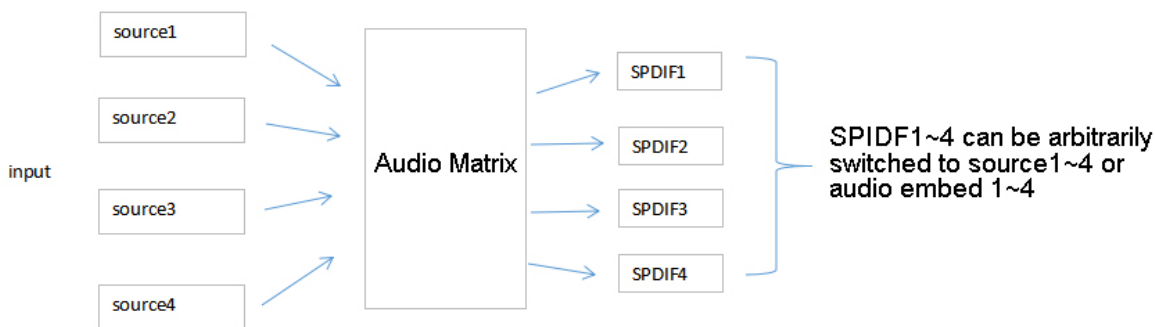 source1
source2
input
source3
source4
Audio Matrix
SPDIF1
SPDIF2
SPDIF3
SPDIF4
SPIDF1~4 can be arbitrarily
switched to source1~4 or
audio embed 1~4